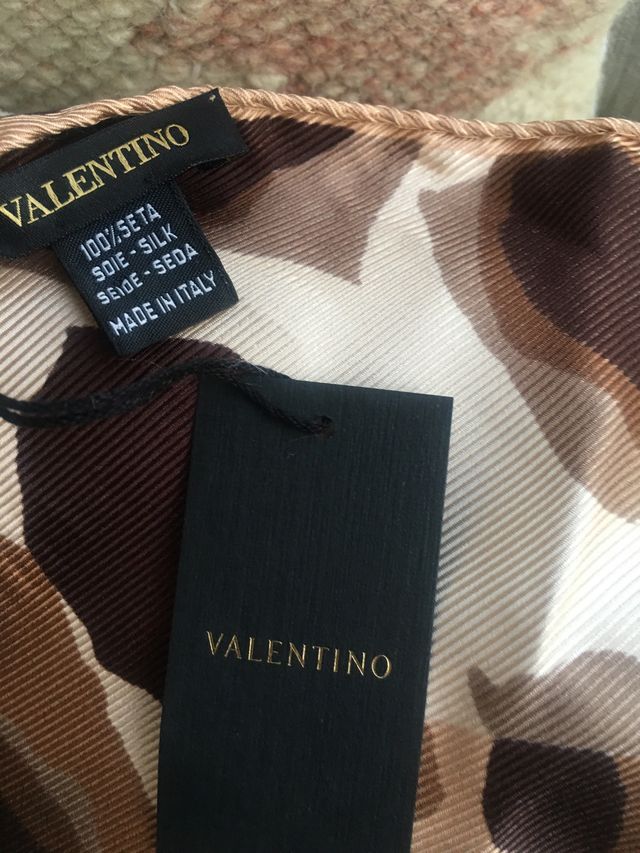 VALENTINO
100% SETA
SOIE - SILK
SEIDE - SEDA
MADE IN ITALY
VALENTINO